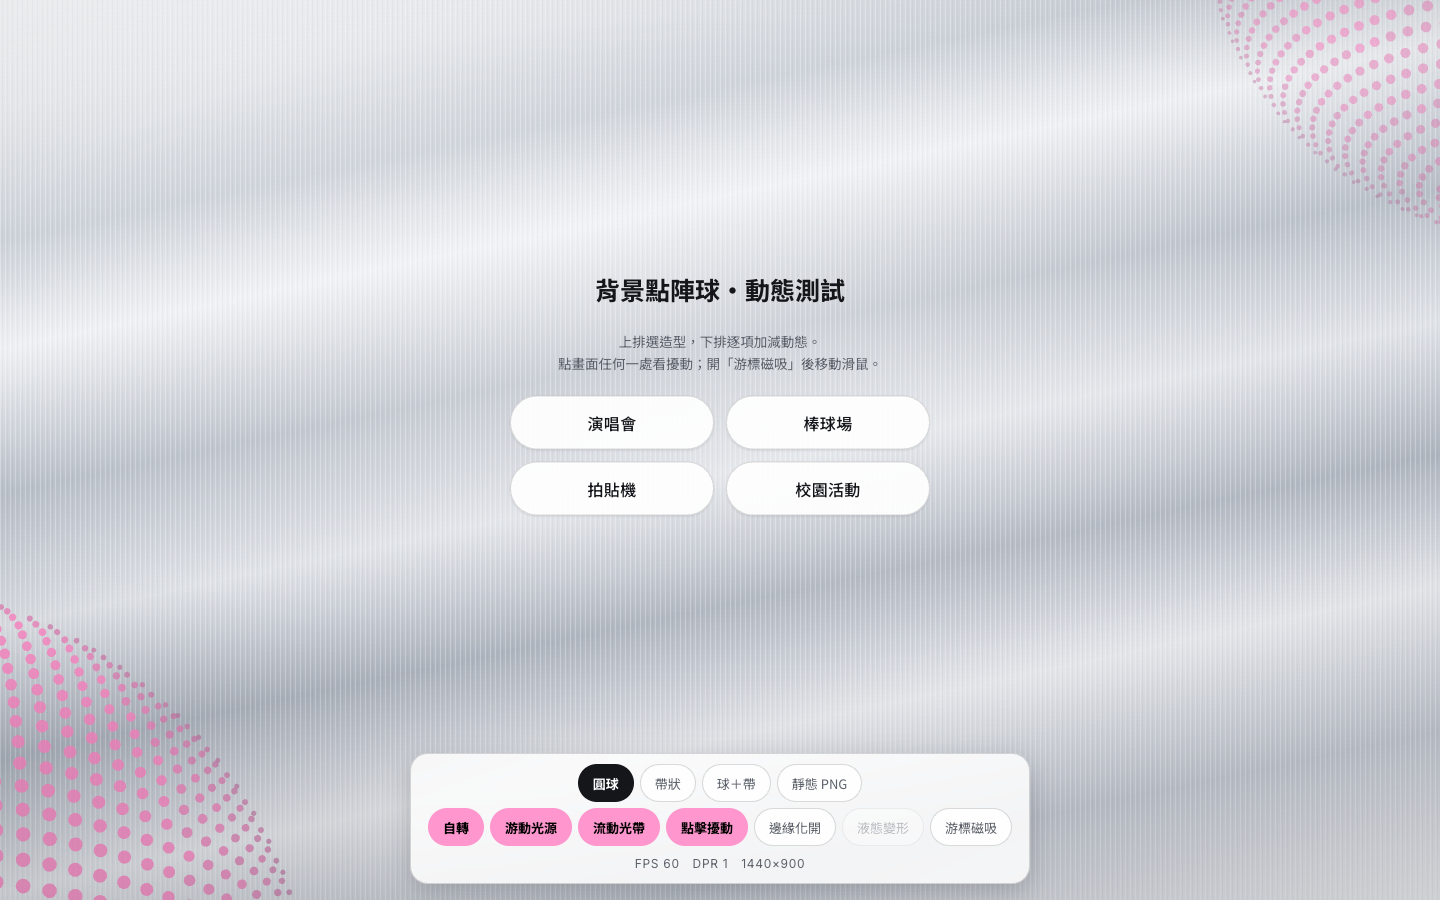 背景點陣球・動態測試
上排選造型，下排逐項加減動態。
點畫面任何一處看擾動；開「游標磁吸」後移動滑鼠。
演唱會
棒球場
拍貼機
校園活動
圓球
帶狀
球＋帶
靜態 PNG
自轉
游動光源
流動光帶
點擊擾動
邊緣化開
液態變形
游標磁吸
FPS 60 DPR 1 1440×900